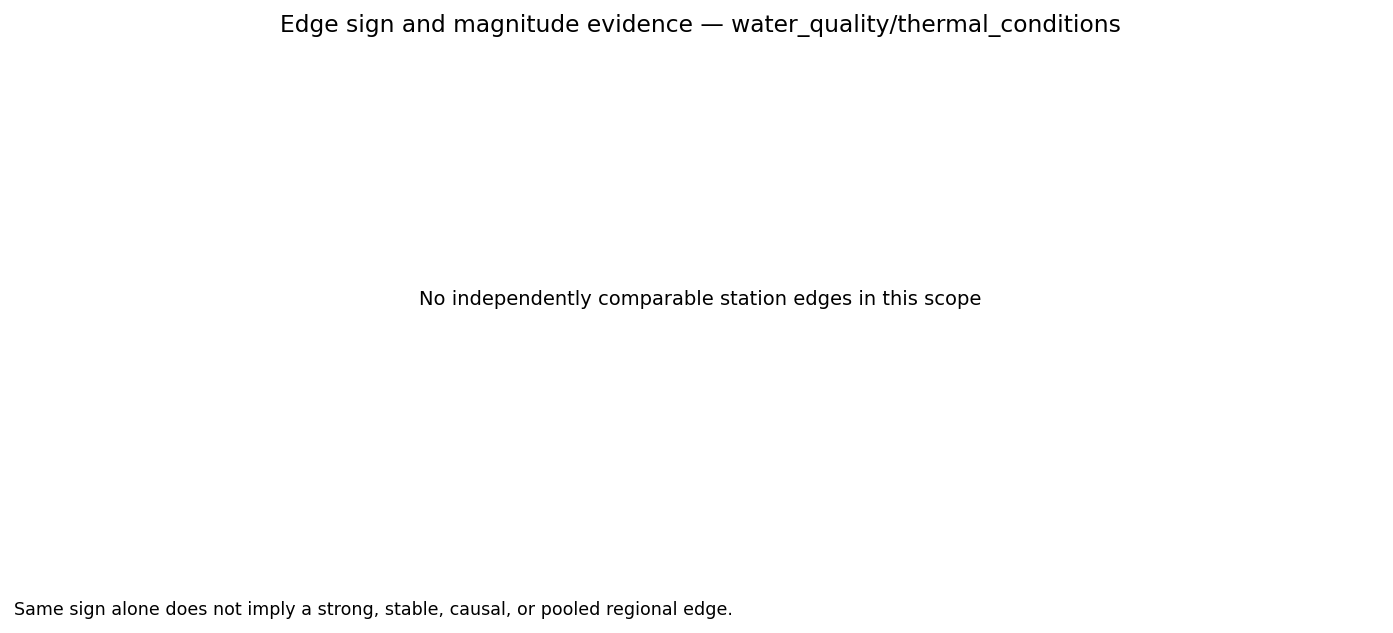 Edge sign and magnitude evidence — water_quality/thermal_conditions
No independently comparable station edges in this scope
Same sign alone does not imply a strong, stable, causal, or pooled regional edge.